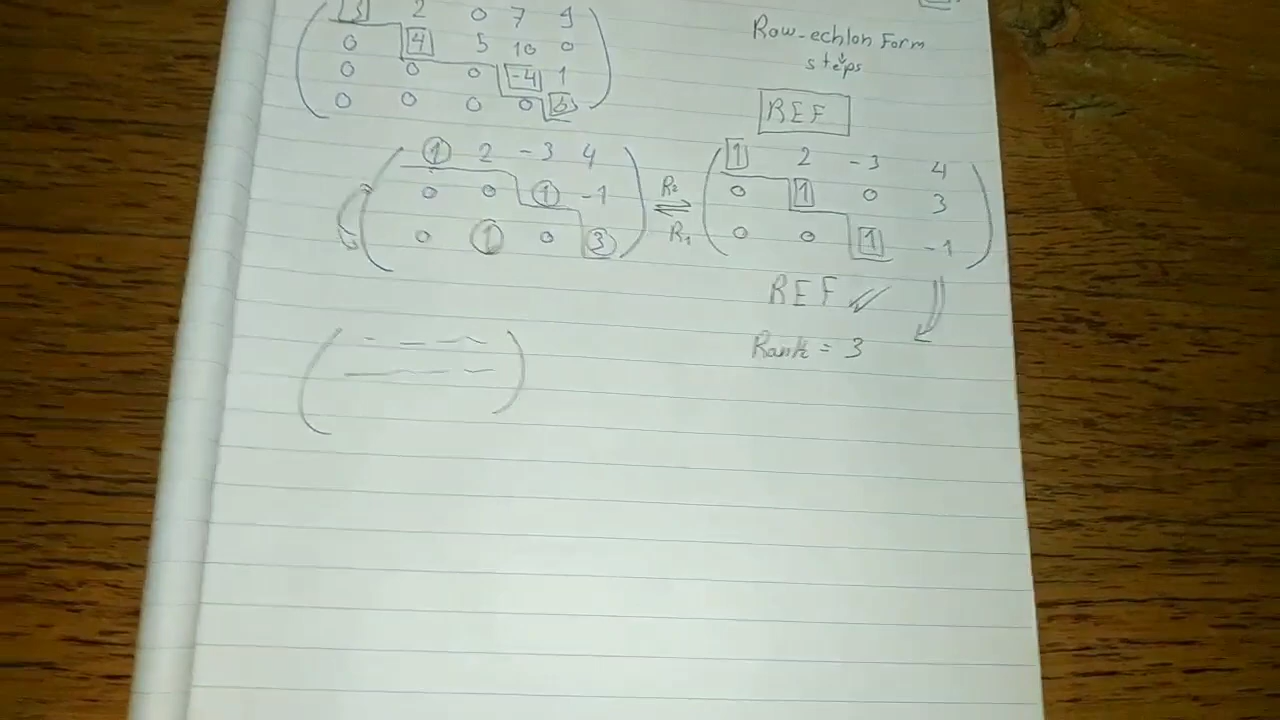 3 2 0 7 9
0 4 5 10 0
0 0 0 -4 1
0 0 0 0
Row-echlon Form
steps
REF
1 2 -3 4
0 0 1 -1
0 1 0 3
R₂
R₁
1 2 -3 4
0 1 0 3
0 0 1 -1
REF
Rank = 3